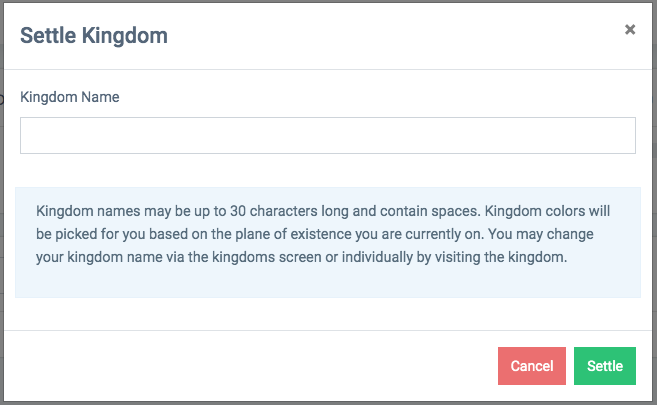 Settle Kingdom
×
Kingdom Name
Kingdom names may be up to 30 characters long and contain spaces. Kingdom colors will
be picked for you based on the plane of existence you are currently on. You may change
your kingdom name via the kingdoms screen or individually by visiting the kingdom.
Cancel Settle